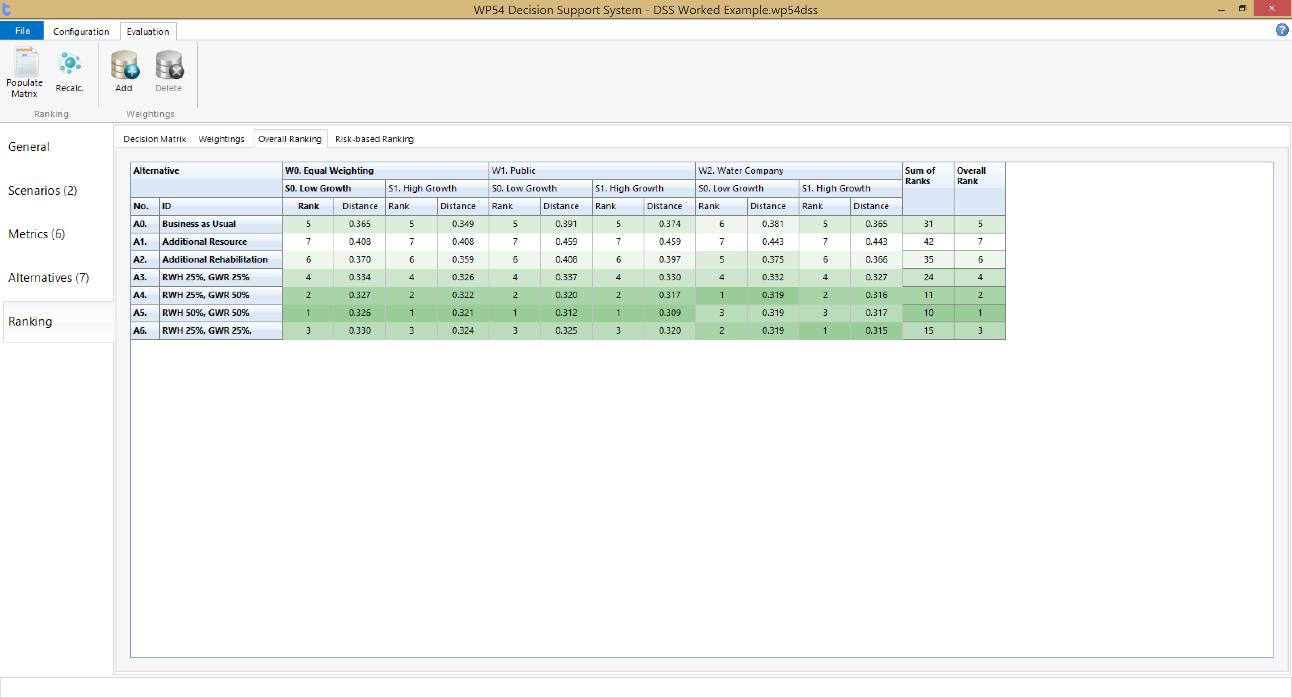 WP54 Decision Support System - DSS Worked Example.wp54dss
File Configuration Evaluation
Populate Matrix Recalc. Add Delete
Ranking Weightings
General
Scenarios (2)
Metrics (6)
Alternatives (7)
Ranking
Decision Matrix Weightings Overall Ranking Risk-based Ranking
Alternative W0. Equal Weighting W1. Public W2. Water Company Sum of Ranks Overall Rank
S0. Low Growth S1. High Growth S0. Low Growth S1. High Growth S0. Low Growth S1. High Growth
No. ID Rank Distance Rank Distance Rank Distance Rank Distance Rank Distance Rank Distance
A0. Business as Usual 5 0.365 5 0.349 5 0.391 5 0.374 6 0.381 5 0.365 31 5
A1. Additional Resource 7 0.408 7 0.408 7 0.459 7 0.459 7 0.443 7 0.443 42 7
A2. Additional Rehabilitation 6 0.370 6 0.359 6 0.408 6 0.397 5 0.375 6 0.366 35 6
A3. RWH 25%, GWR 25% 4 0.334 4 0.326 4 0.337 4 0.330 4 0.332 4 0.327 24 4
A4. RWH 25%, GWR 50% 2 0.327 2 0.322 2 0.320 2 0.317 1 0.319 2 0.316 11 2
A5. RWH 50%, GWR 50% 1 0.326 1 0.321 1 0.312 1 0.309 3 0.319 3 0.317 10 1
A6. RWH 25%, GWR 25%, 3 0.330 3 0.324 3 0.325 3 0.320 2 0.319 1 0.315 15 3